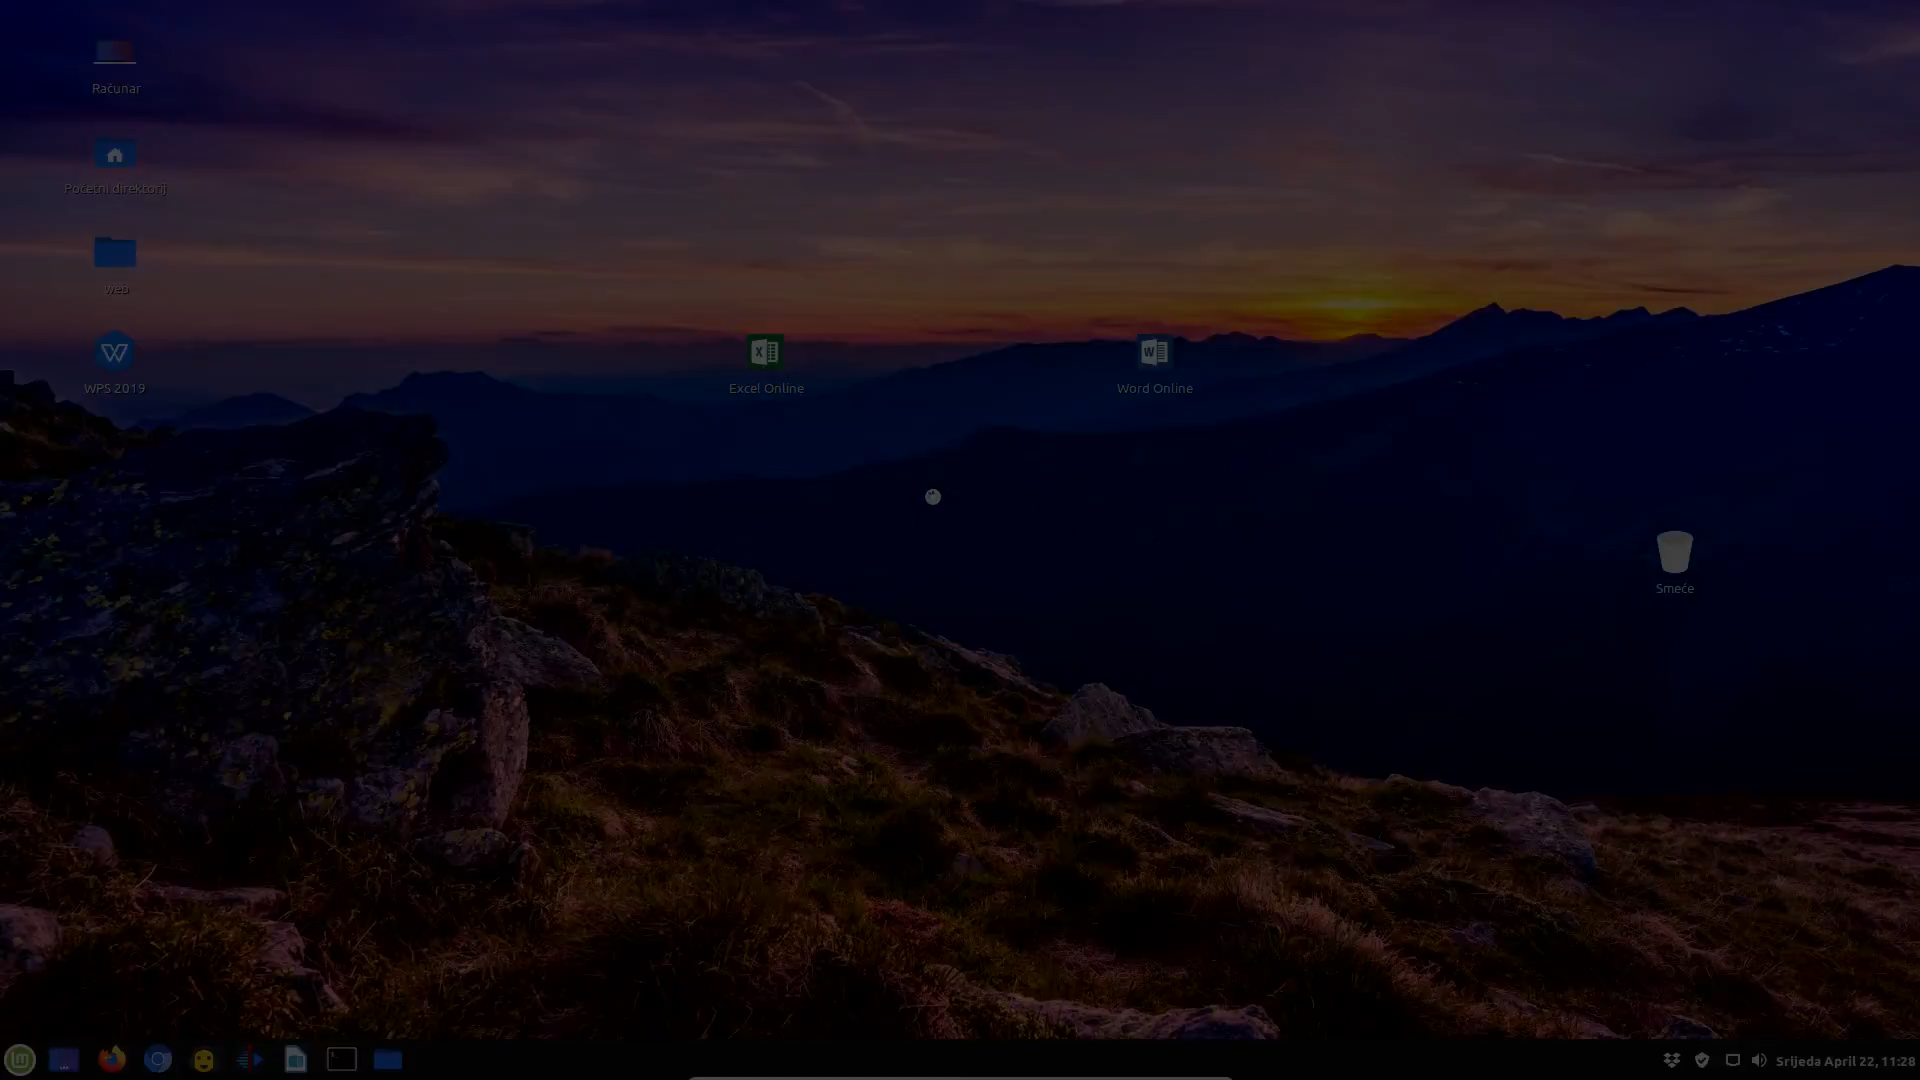 Računar
Početni direktorij
web
WPS 2019
Excel Online
Word Online
Smeće
Srijeda April 22, 11:28